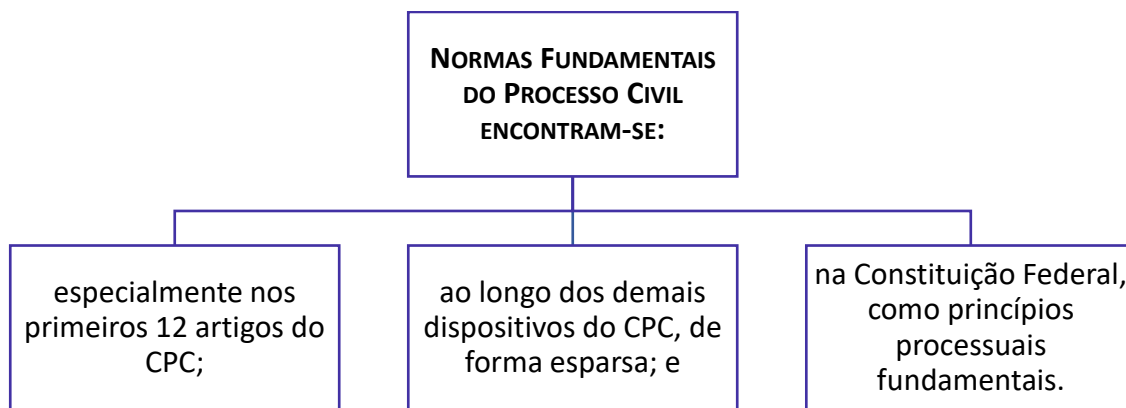 NORMAS FUNDAMENTAIS
DO PROCESSO CIVIL
ENCONTRAM-SE:
especialmente nos
primeiros 12 artigos do
CPC;
ao longo dos demais
dispositivos do CPC, de
forma esparsa; e
na Constituição Federal,
como princípios
processuais
fundamentais.